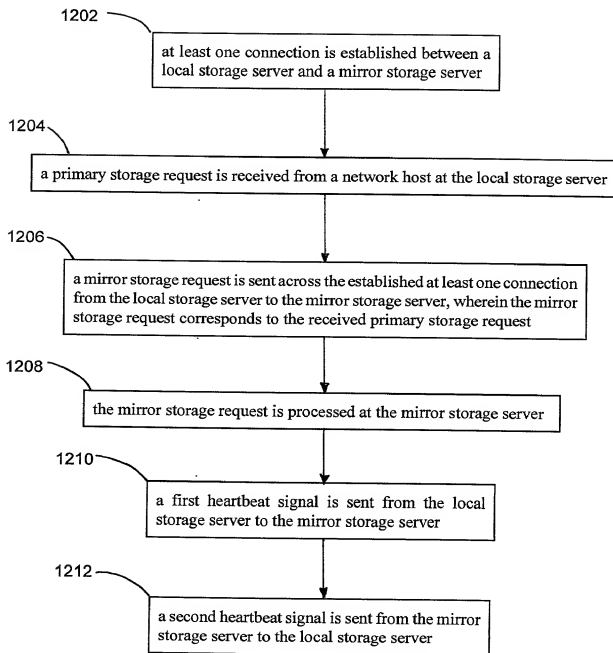 1202
at least one connection is established between a
local storage server and a mirror storage server
1204
a primary storage request is received from a network host at the local storage server
1206
a mirror storage request is sent across the established at least one connection
from the local storage server to the mirror storage server, wherein the mirror
storage request corresponds to the received primary storage request
1208
the mirror storage request is processed at the mirror storage server
1210
a first heartbeat signal is sent from the local
storage server to the mirror storage server
1212
a second heartbeat signal is sent from the mirror
storage server to the local storage server